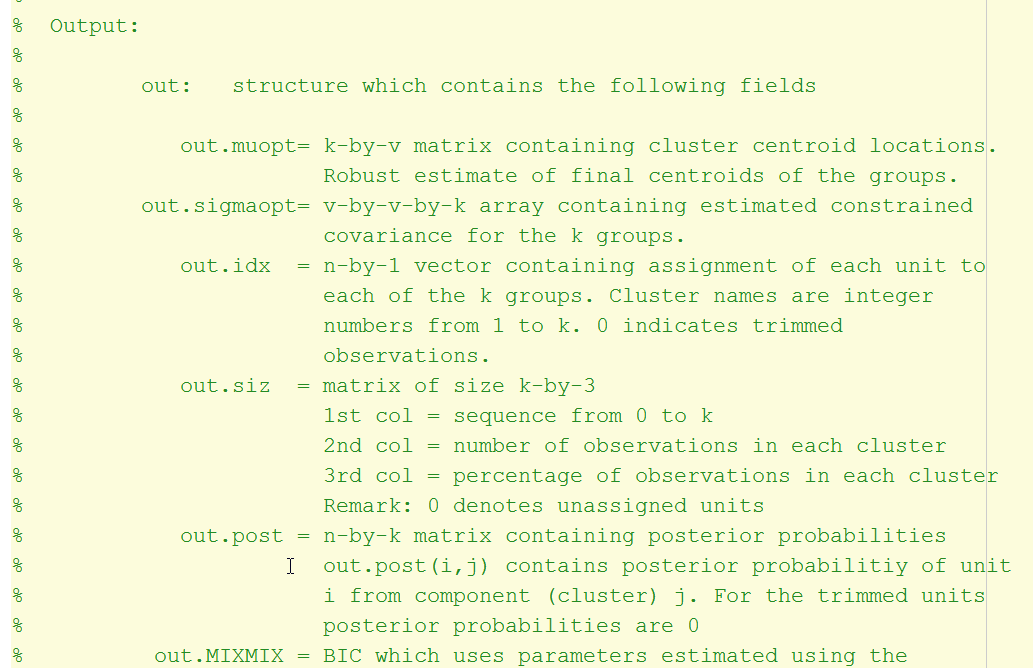 %  Output:
%
%         out:   structure which contains the following fields
%
%            out.muopt= k-by-v matrix containing cluster centroid locations.
%                       Robust estimate of final centroids of the groups.
%         out.sigmaopt= v-by-v-by-k array containing estimated constrained
%                       covariance for the k groups.
%            out.idx  = n-by-1 vector containing assignment of each unit to
%                       each of the k groups. Cluster names are integer
%                       numbers from 1 to k. 0 indicates trimmed
%                       observations.
%            out.siz  = matrix of size k-by-3
%                       1st col = sequence from 0 to k
%                       2nd col = number of observations in each cluster
%                       3rd col = percentage of observations in each cluster
%                       Remark: 0 denotes unassigned units
%            out.post = n-by-k matrix containing posterior probabilities
%                       out.post(i,j) contains posterior probabilitiy of unit
%                       i from component (cluster) j. For the trimmed units
%                       posterior probabilities are 0
%          out.MIXMIX = BIC which uses parameters estimated using the